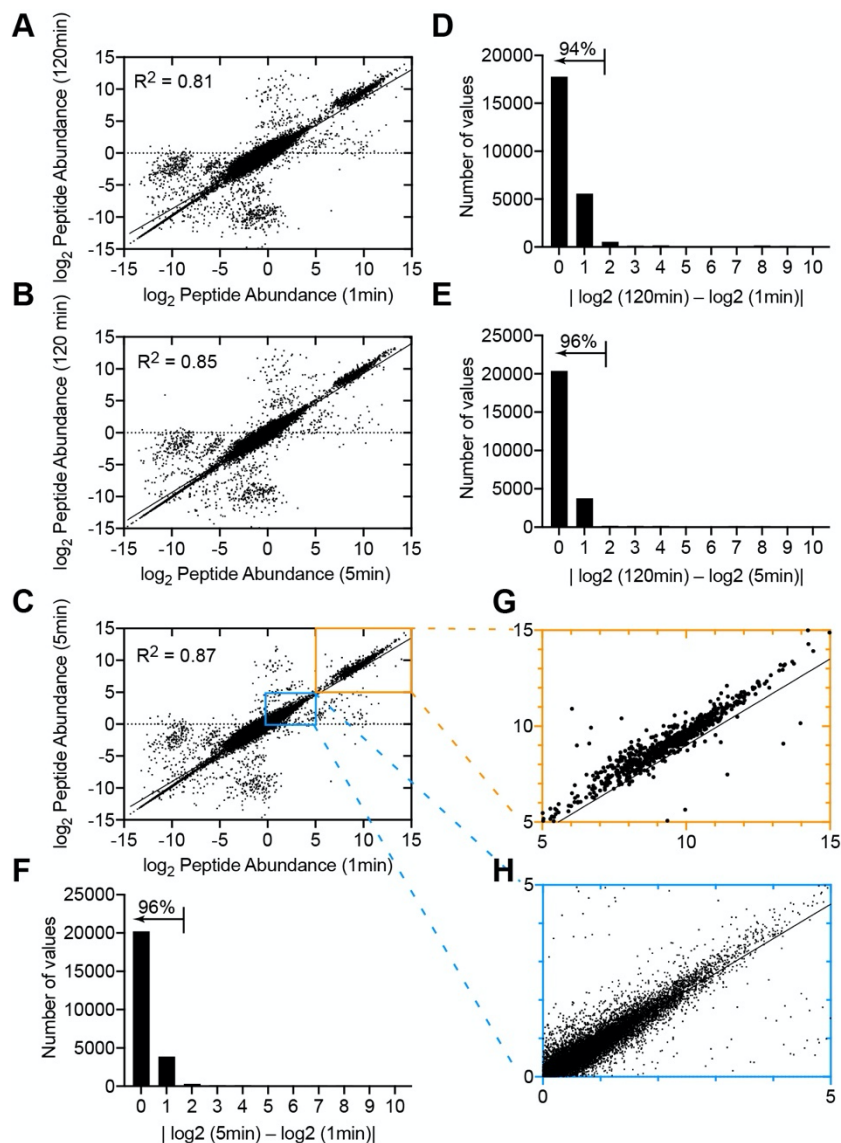 A
log2 Peptide Abundance (120min)
R2 = 0.81
15
10
5
0
-5
-10
-15
-15 -10 -5 0 5 10 15
log2 Peptide Abundance (1min)
B
log2 Peptide Abundance (120 min)
R2 = 0.85
15
10
5
0
-5
-10
-15
-15 -10 -5 0 5 10 15
log2 Peptide Abundance (5min)
C
log2 Peptide Abundance (5min)
R2 = 0.87
15
10
5
0
-5
-10
-15
-15 -10 -5 0 5 10 15
log2 Peptide Abundance (1min)
D
94%
Number of values
20000
15000
10000
5000
0
0 1 2 3 4 5 6 7 8 9 10
| log2 (120min) – log2 (1min)|
E
96%
Number of values
25000
20000
15000
10000
5000
0
0 1 2 3 4 5 6 7 8 9 10
| log2 (120min) – log2 (5min)|
F
96%
Number of values
25000
20000
15000
10000
5000
0
0 1 2 3 4 5 6 7 8 9 10
| log2 (5min) – log2 (1min)|
G
15
10
5
5 10 15
H
5
0
0 5